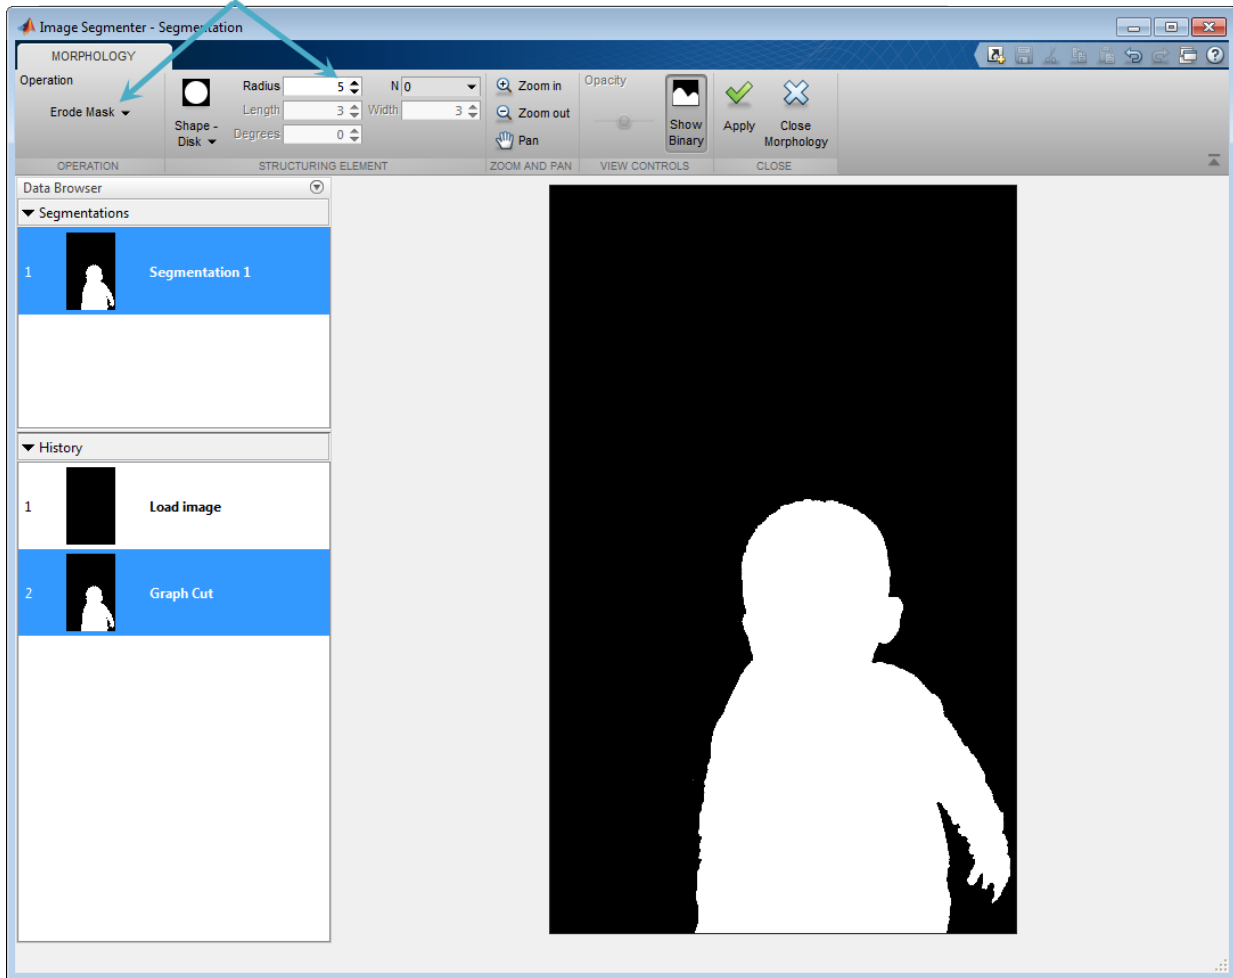 Image Segmenter - Segmentation
MORPHOLOGY
Operation
Erode Mask
Shape - Disk
Radius 5 N 0
Length 3 Width 3
Degrees 0
Zoom in
Zoom out
Pan
Opacity
Show Binary
Apply
Close Morphology
OPERATION STRUCTURING ELEMENT ZOOM AND PAN VIEW CONTROLS CLOSE
Data Browser
Segmentations
1 Segmentation 1
History
1 Load image
2 Graph Cut